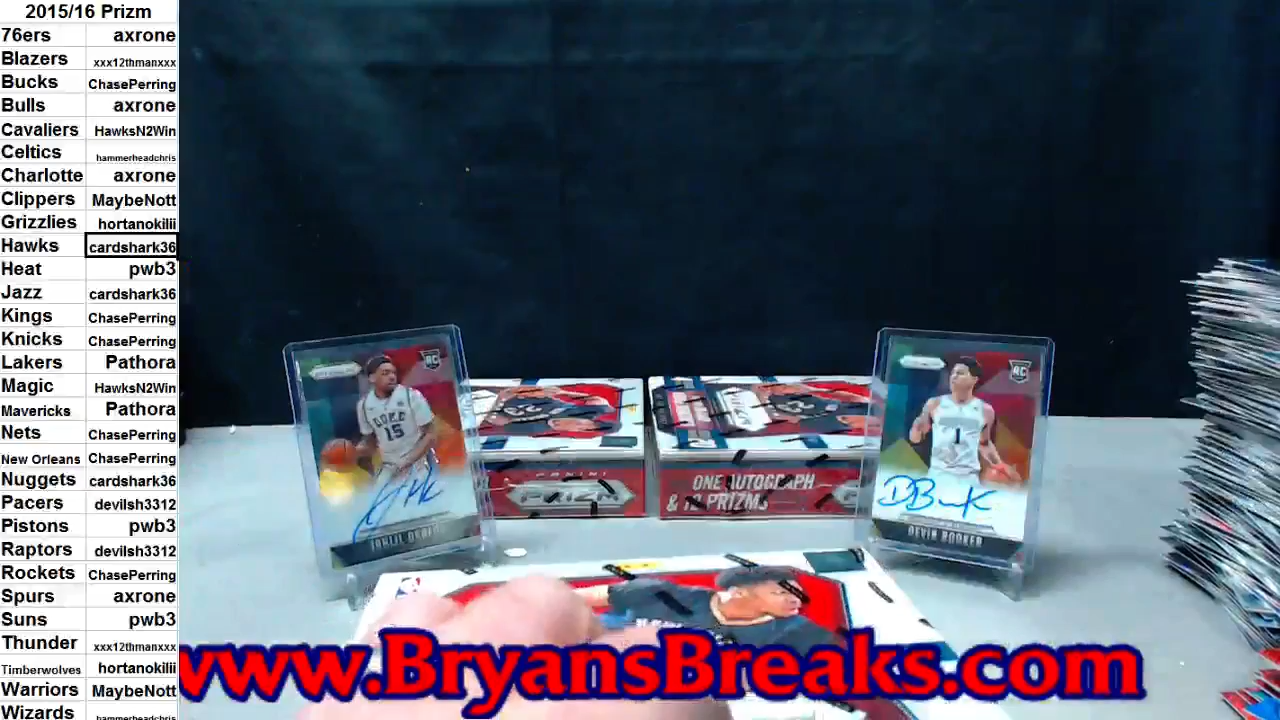 2015/16 Prizm
76ers axrone
Blazers xxx12thmanxxx
Bucks ChasePerring
Bulls axrone
Cavaliers HawksN2Win
Celtics hammerheadchris
Charlotte axrone
Clippers MaybeNott
Grizzlies hortanokilii
Hawks cardshark36
Heat pwb3
Jazz cardshark36
Kings ChasePerring
Knicks ChasePerring
Lakers Pathora
Magic HawksN2Win
Mavericks Pathora
Nets ChasePerring
New Orleans ChasePerring
Nuggets cardshark36
Pacers devilsh3312
Pistons pwb3
Raptors devilsh3312
Rockets ChasePerring
Spurs axrone
Suns pwb3
Thunder xxx12thmanxxx
Timberwolves hortanokilii
Warriors MaybeNott
Wizards hammerheadchris
RC
DUKE
15
RC
1
DEVIN BOOKER
PANINI
PRIZM
ONE AUTOGRAPH
& 12 PRIZMS
www.BryansBreaks.com